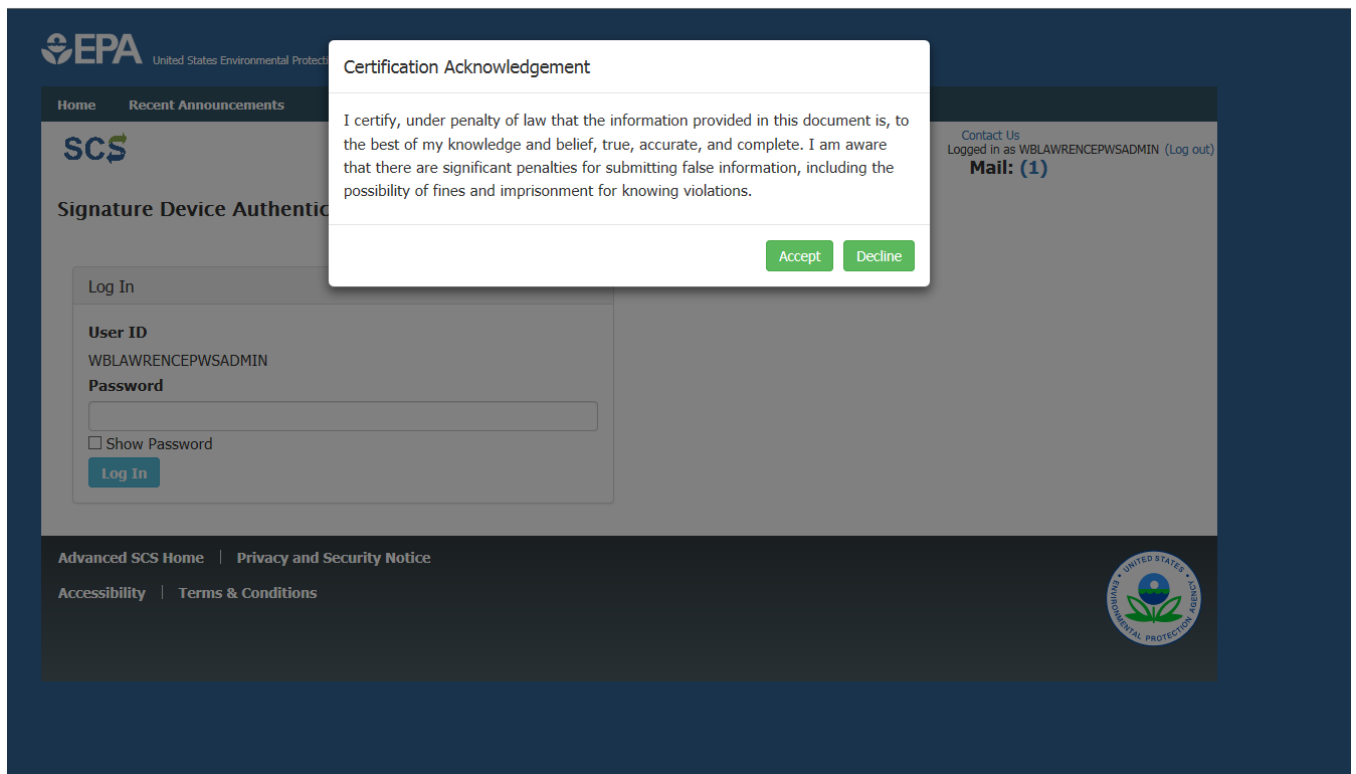 EPA United States Environmental Protecti
Certification Acknowledgement
Home Recent Announcements
I certify, under penalty of law that the information provided in this document is, to
the best of my knowledge and belief, true, accurate, and complete. I am aware
that there are significant penalties for submitting false information, including the
possibility of fines and imprisonment for knowing violations.
Accept Decline
SCS
Contact Us
Logged in as WBLAWRENCEPWSADMIN (Log out)
Mail: (1)
Signature Device Authentic
Log In
User ID
WBLAWRENCEPWSADMIN
Password
Show Password
Log In
Advanced SCS Home | Privacy and Security Notice
Accessibility | Terms & Conditions
UNITED STATES
ENVIRONMENTAL PROTECTION AGENCY